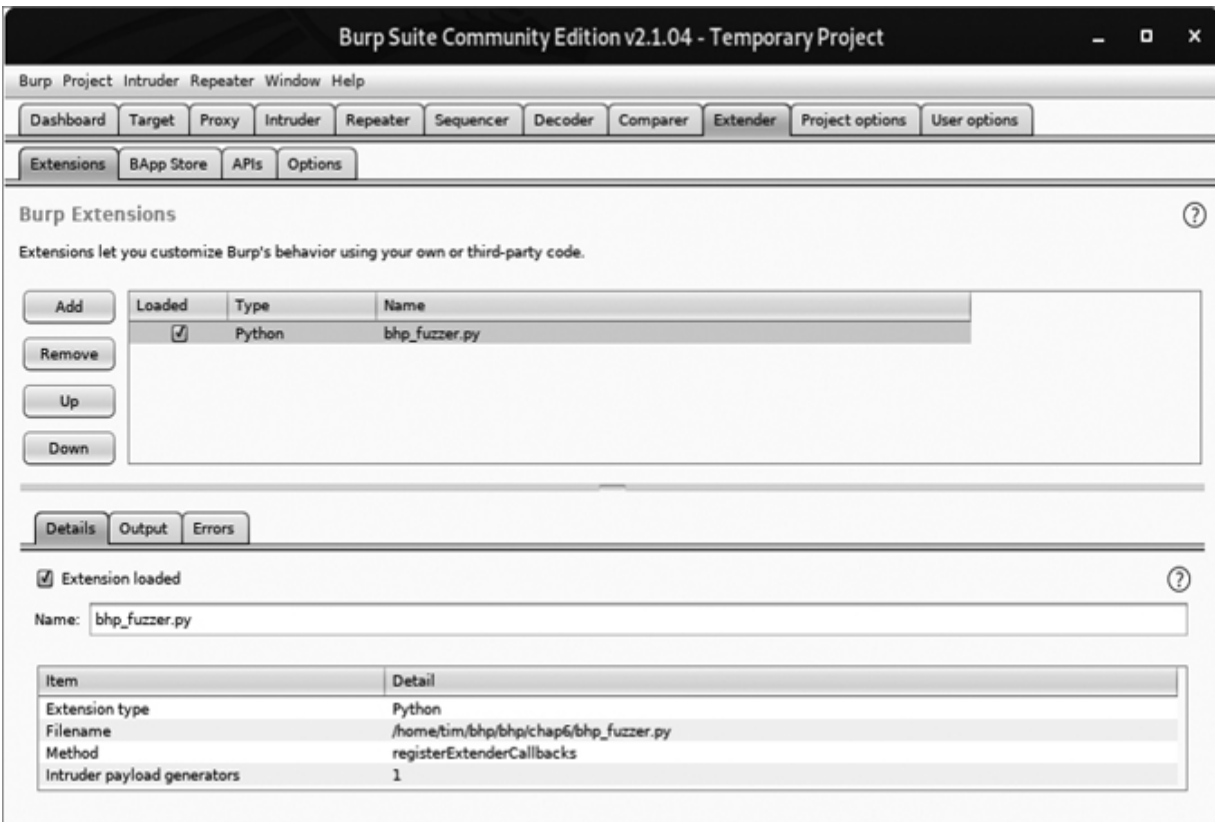 Burp Suite Community Edition v2.1.04 - Temporary Project
Burp Project Intruder Repeater Window Help
Dashboard Target Proxy Intruder Repeater Sequencer Decoder Comparer Extender Project options User options
Extensions BApp Store APIs Options
Burp Extensions
?
Extensions let you customize Burp's behavior using your own or third-party code.
Add
Remove
Up
Down
Loaded Type Name
Python bhp_fuzzer.py
Details Output Errors
Extension loaded
?
Name: bhp_fuzzer.py
Item Detail
Extension type Python
Filename /home/tim/bhp/bhp/chap6/bhp_fuzzer.py
Method registerExtenderCallbacks
Intruder payload generators 1